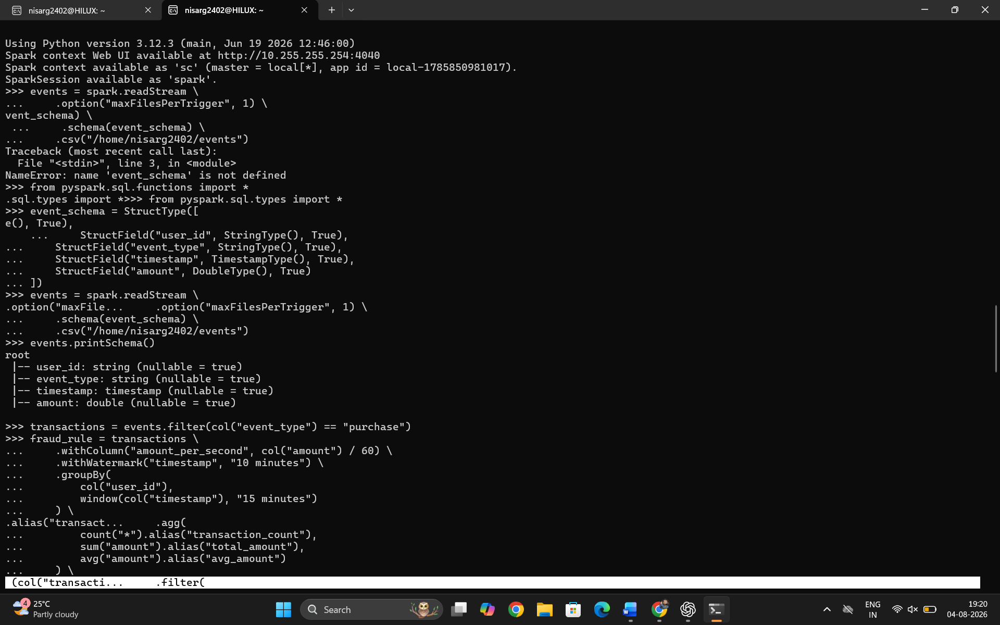 nisarg2402@HILUX: ~
nisarg2402@HILUX: ~
Using Python version 3.12.3 (main, Jun 19 2026 12:46:00)
Spark context Web UI available at http://10.255.255.254:4040
Spark context available as 'sc' (master = local[*], app id = local-1785850981017).
SparkSession available as 'spark'.
>>> events = spark.readStream \
...     .option("maxFilesPerTrigger", 1) \
vent_schema) \
 ...     .schema(event_schema) \
...     .csv("/home/nisarg2402/events")
Traceback (most recent call last):
  File "<stdin>", line 3, in <module>
NameError: name 'event_schema' is not defined
>>> from pyspark.sql.functions import *
.sql.types import *>>> from pyspark.sql.types import *
>>> event_schema = StructType([
e(), True),
    ...     StructField("user_id", StringType(), True),
...     StructField("event_type", StringType(), True),
...     StructField("timestamp", TimestampType(), True),
...     StructField("amount", DoubleType(), True)
... ])
>>> events = spark.readStream \
.option("maxFile...     .option("maxFilesPerTrigger", 1) \
...     .schema(event_schema) \
...     .csv("/home/nisarg2402/events")
>>> events.printSchema()
root
 |-- user_id: string (nullable = true)
 |-- event_type: string (nullable = true)
 |-- timestamp: timestamp (nullable = true)
 |-- amount: double (nullable = true)
>>> transactions = events.filter(col("event_type") == "purchase")
>>> fraud_rule = transactions \
...     .withColumn("amount_per_second", col("amount") / 60) \
...     .withWatermark("timestamp", "10 minutes") \
...     .groupBy(
...         col("user_id"),
...         window(col("timestamp"), "15 minutes")
...     ) \
.alias("transact...     .agg(
...         count("*").alias("transaction_count"),
...         sum("amount").alias("total_amount"),
...         avg("amount").alias("avg_amount")
...     ) \
 (col("transacti...     .filter(
4
25°C
Partly cloudy
Search
ENG
IN
19:20
04-08-2026